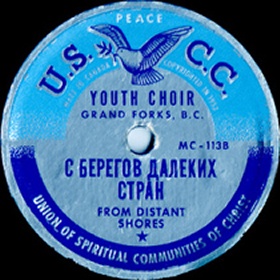 PEACE
U.S. C.C.
MADE IN CANADA
COPYRIGHTED IN
YOUTH CHOIR
GRAND FORKS, B.C.
MC-113B
С БЕРЕГОВ ДАЛЕКИХ
СТРАН
FROM DISTANT
SHORES
UNION OF SPIRITUAL COMMUNITIES OF CHRIST